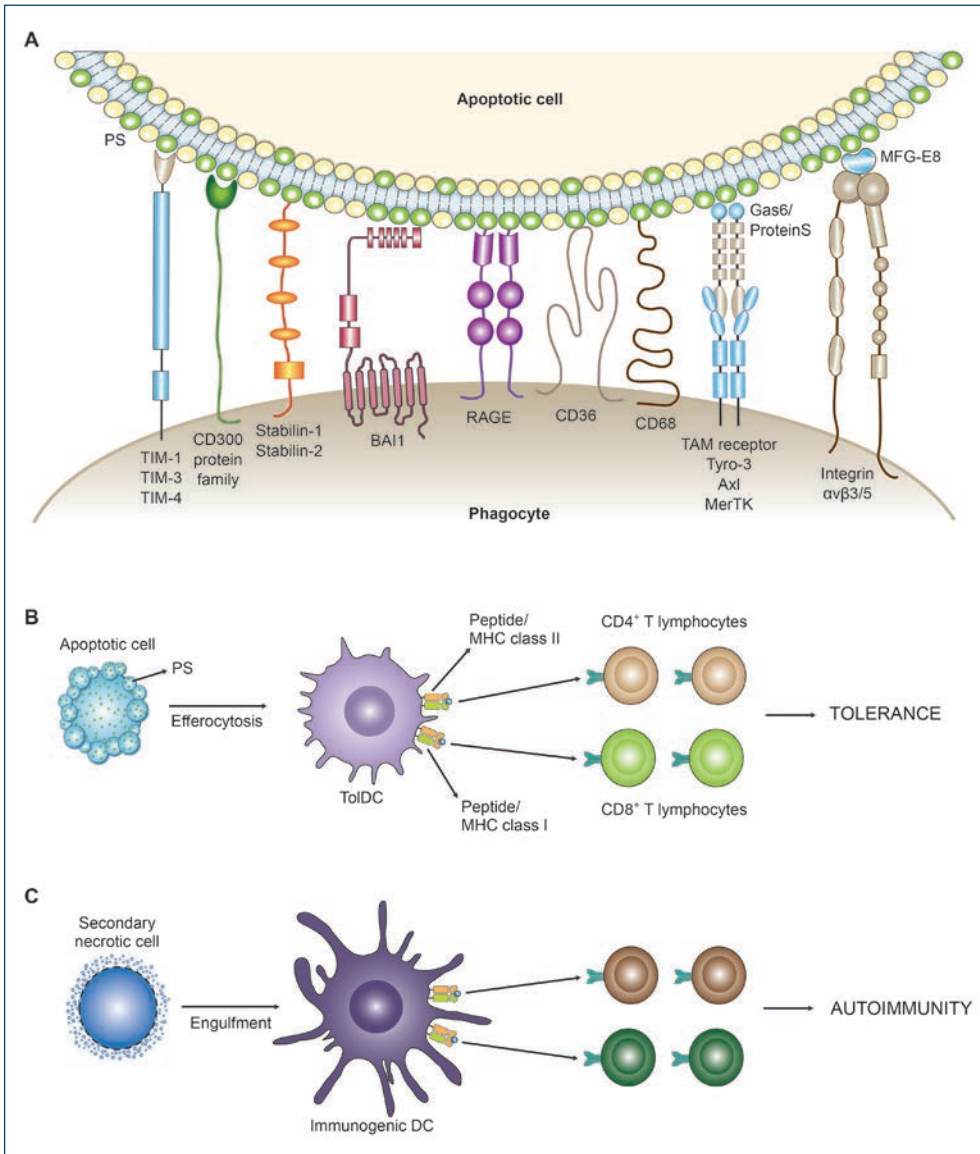 A
Apoptotic cell
PS
MFG-E8
Gas6/
ProteinS
TIM-1
TIM-3
TIM-4
CD300
protein
family
Stabilin-1
Stabilin-2
BAI1
RAGE
CD36
CD68
TAM receptor
Tyro-3
Axl
MerTK
Integrin
αvβ3/5
Phagocyte
B
Apoptotic cell
PS
Efferocytosis
TolDC
Peptide/
MHC class II
Peptide/
MHC class I
CD4⁺ T lymphocytes
CD8⁺ T lymphocytes
TOLERANCE
C
Secondary
necrotic cell
Engulfment
Immunogenic DC
AUTOIMMUNITY